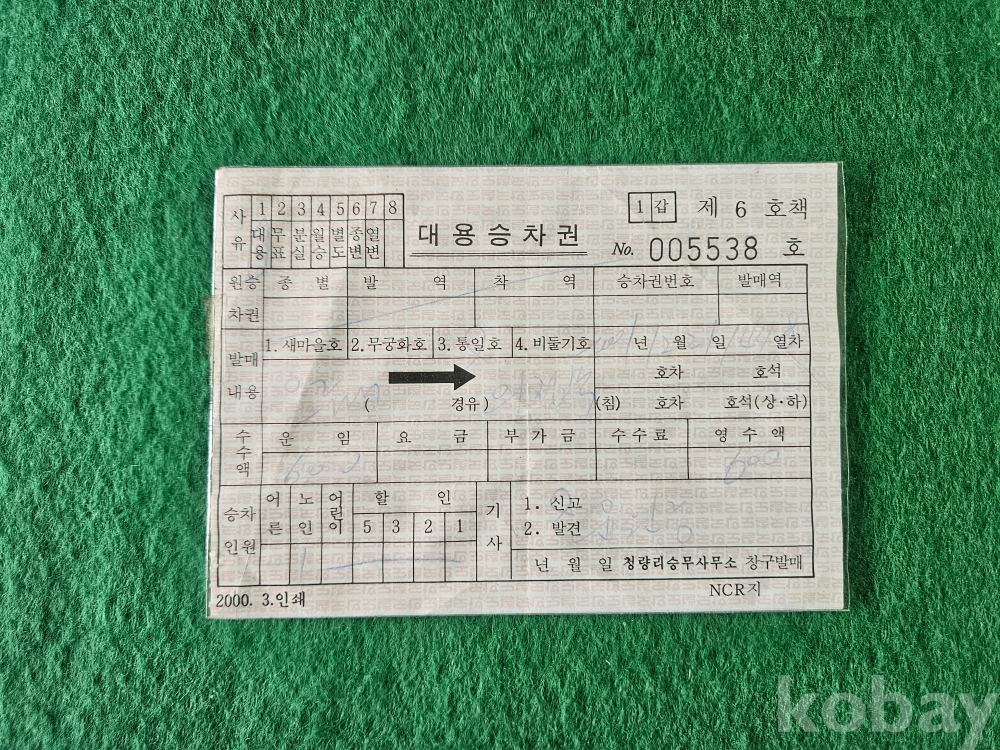 1 갑 제 6 호책
사유 1 2 3 4 5 6 7 8
대용 무표 분실 월승 별도 종변 열변
대용승차권
No. 005538 호
원승차권 종별 발역 착역 승차권번호 발매역
발매내용 1. 새마을호 2. 무궁화호 3. 통일호 4. 비둘기호 년 월 일 열차
호차 호석
( 경유) (침) 호차 호석(상·하)
수수액 운임 요금 부가금 수수료 영수액
600 600
승차인원 어른 노인 어린이 할인 기사 1. 신고
5 3 2 1 2. 발견
1
년 월 일 청량리승무사무소 창구발매
2000. 3.인쇄 NCR지
kobay